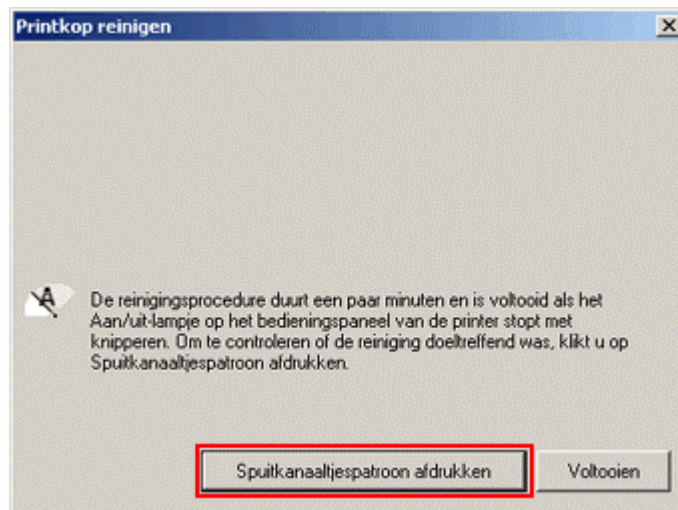 Printkop reinigen
De reinigingsprocedure duurt een paar minuten en is voltooid als het
Aan/uit-lampje op het bedieningspaneel van de printer stopt met
knipperen. Om te controleren of de reiniging doeltreffend was, klikt u op
Spuitkanaaltjespatroon afdrukken.
Spuitkanaaltjespatroon afdrukken Voltooien